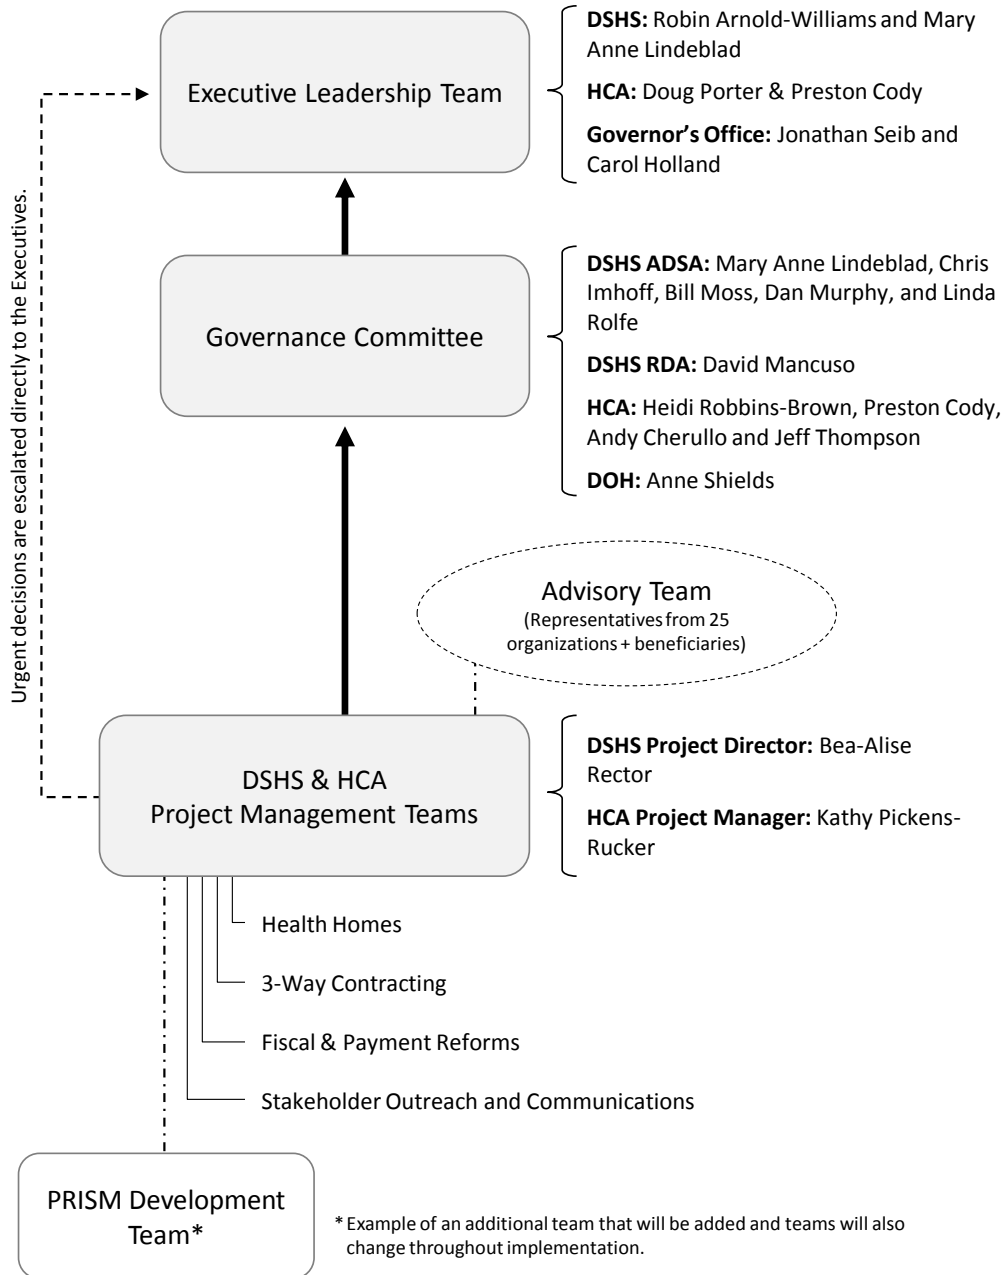 DSHS: Robin Arnold-Williams and Mary
Anne Lindeblad
Executive Leadership Team
HCA: Doug Porter & Preston Cody
Governor's Office: Jonathan Seib and
Carol Holland
Urgent decisions are escalated directly to the Executives.
DSHS ADSA: Mary Anne Lindeblad, Chris
Imhoff, Bill Moss, Dan Murphy, and Linda
Rolfe
Governance Committee
DSHS RDA: David Mancuso
HCA: Heidi Robbins-Brown, Preston Cody,
Andy Cherullo and Jeff Thompson
DOH: Anne Shields
Advisory Team
(Representatives from 25
organizations + beneficiaries)
DSHS & HCA
Project Management Teams
DSHS Project Director: Bea-Alise
Rector
HCA Project Manager: Kathy Pickens-
Rucker
Health Homes
3-Way Contracting
Fiscal & Payment Reforms
Stakeholder Outreach and Communications
PRISM Development
Team*
* Example of an additional team that will be added and teams will also
change throughout implementation.